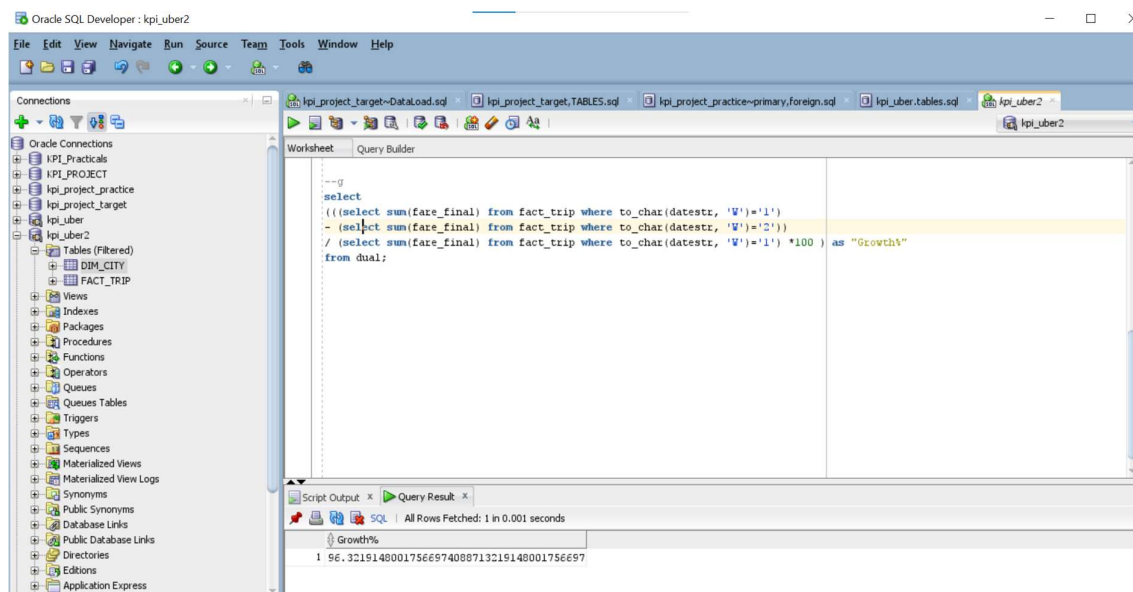 Oracle SQL Developer : kpi_uber2
File Edit View Navigate Run Source Team Tools Window Help
Connections
Oracle Connections
KPI_Practicals
KPI_PROJECT
kpi_project_practice
kpi_project_target
kpi_uber
kpi_uber2
Tables (Filtered)
DIM_CITY
FACT_TRIP
Views
Indexes
Packages
Procedures
Functions
Operators
Queues
Queues Tables
Triggers
Types
Sequences
Materialized Views
Materialized View Logs
Synonyms
Public Synonyms
Database Links
Public Database Links
Directories
Editions
Application Express
kpi_project_target~DataLoad.sql kpi_project_target,TABLES.sql kpi_project_practice~primary,foreign.sql kpi_uber.tables.sql kpi_uber2
kpi_uber2
Worksheet Query Builder
--g
select
(((select sum(fare_final) from fact_trip where to_char(datestr, 'W')='1')
- (select sum(fare_final) from fact_trip where to_char(datestr, 'W')='2'))
/ (select sum(fare_final) from fact_trip where to_char(datestr, 'W')='1') *100 ) as "Growth%"
from dual;
Script Output x Query Result x
SQL | All Rows Fetched: 1 in 0.001 seconds
Growth%
1 96.32191480017566974088713219148001756697